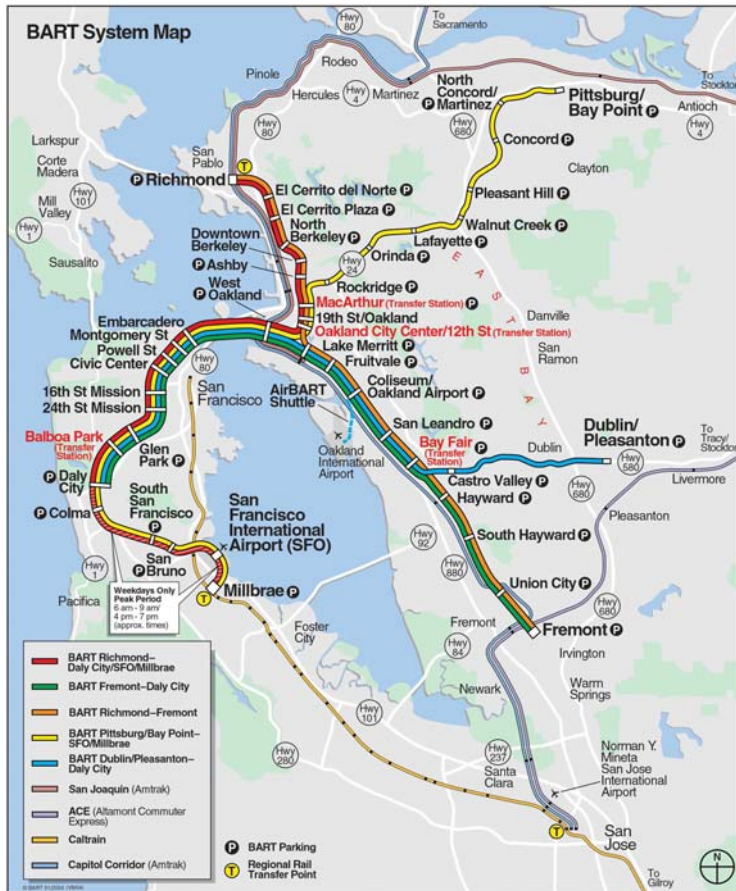 BART System Map
To
Sacramento
Hwy
80
Rodeo
Pinole
Hercules
Hwy
4
Martinez
North
Concord/
Martinez
Pittsburg/
Bay Point P
To
Stockton
Antioch
Hwy
4
Hwy
80
Hwy
680
Concord P
Clayton
Larkspur
Corte
Madera
Hwy
101
Mill
Valley
Hwy
1
Sausalito
San
Pablo
T
P Richmond
El Cerrito del Norte P
El Cerrito Plaza P
North
Berkeley P
Downtown
Berkeley
P Ashby
West
Oakland P
Pleasant Hill P
Walnut Creek P
Lafayette P
Orinda P
Hwy
24
Rockridge P
EAST BAY
MacArthur (Transfer Station) P
19th St/Oakland
Oakland City Center/12th St (Transfer Station)
Danville
San
Ramon
Embarcadero
Montgomery St
Powell St
Civic Center
Hwy
80
San
Francisco
16th St Mission
24th St Mission
Lake Merritt P
Fruitvale P
Coliseum/
Oakland Airport P
AirBART
Shuttle
Oakland
International
Airport
San Leandro P
Bay Fair
(Transfer
Station) P
Dublin
Dublin/
Pleasanton P
Hwy
580
To
Tracy/
Stockton
Livermore
Hwy
680
Pleasanton
Balboa Park
(Transfer
Station)
Glen
Park P
P Daly
City
P Colma
South
San
Francisco
P
San
Bruno
P
San
Francisco
International
Airport (SFO)
Millbrae P
T
Hwy
1
Pacifica
Weekdays Only
Peak Period
6 am - 9 am/
4 pm - 7 pm
(approx. times)
Castro Valley P
Hayward P
Hwy
92
South Hayward P
Hwy
880
Union City P
Hwy
680
Fremont
Fremont P
Foster
City
Hwy
84
Newark
Irvington
Warm
Springs
Hwy
101
Hwy
280
Hwy
237
Santa
Clara
Norman Y.
Mineta
San Jose
International
Airport
T
San
Jose
To
Gilroy
BART Richmond–
Daly City/SFO/Millbrae
BART Fremont–Daly City
BART Richmond–Fremont
BART Pittsburg/Bay Point–
SFO/Millbrae
BART Dublin/Pleasanton–
Daly City
San Joaquin (Amtrak)
ACE (Altamont Commuter
Express)
Caltrain
Capitol Corridor (Amtrak)
P BART Parking
T Regional Rail
Transfer Point
N